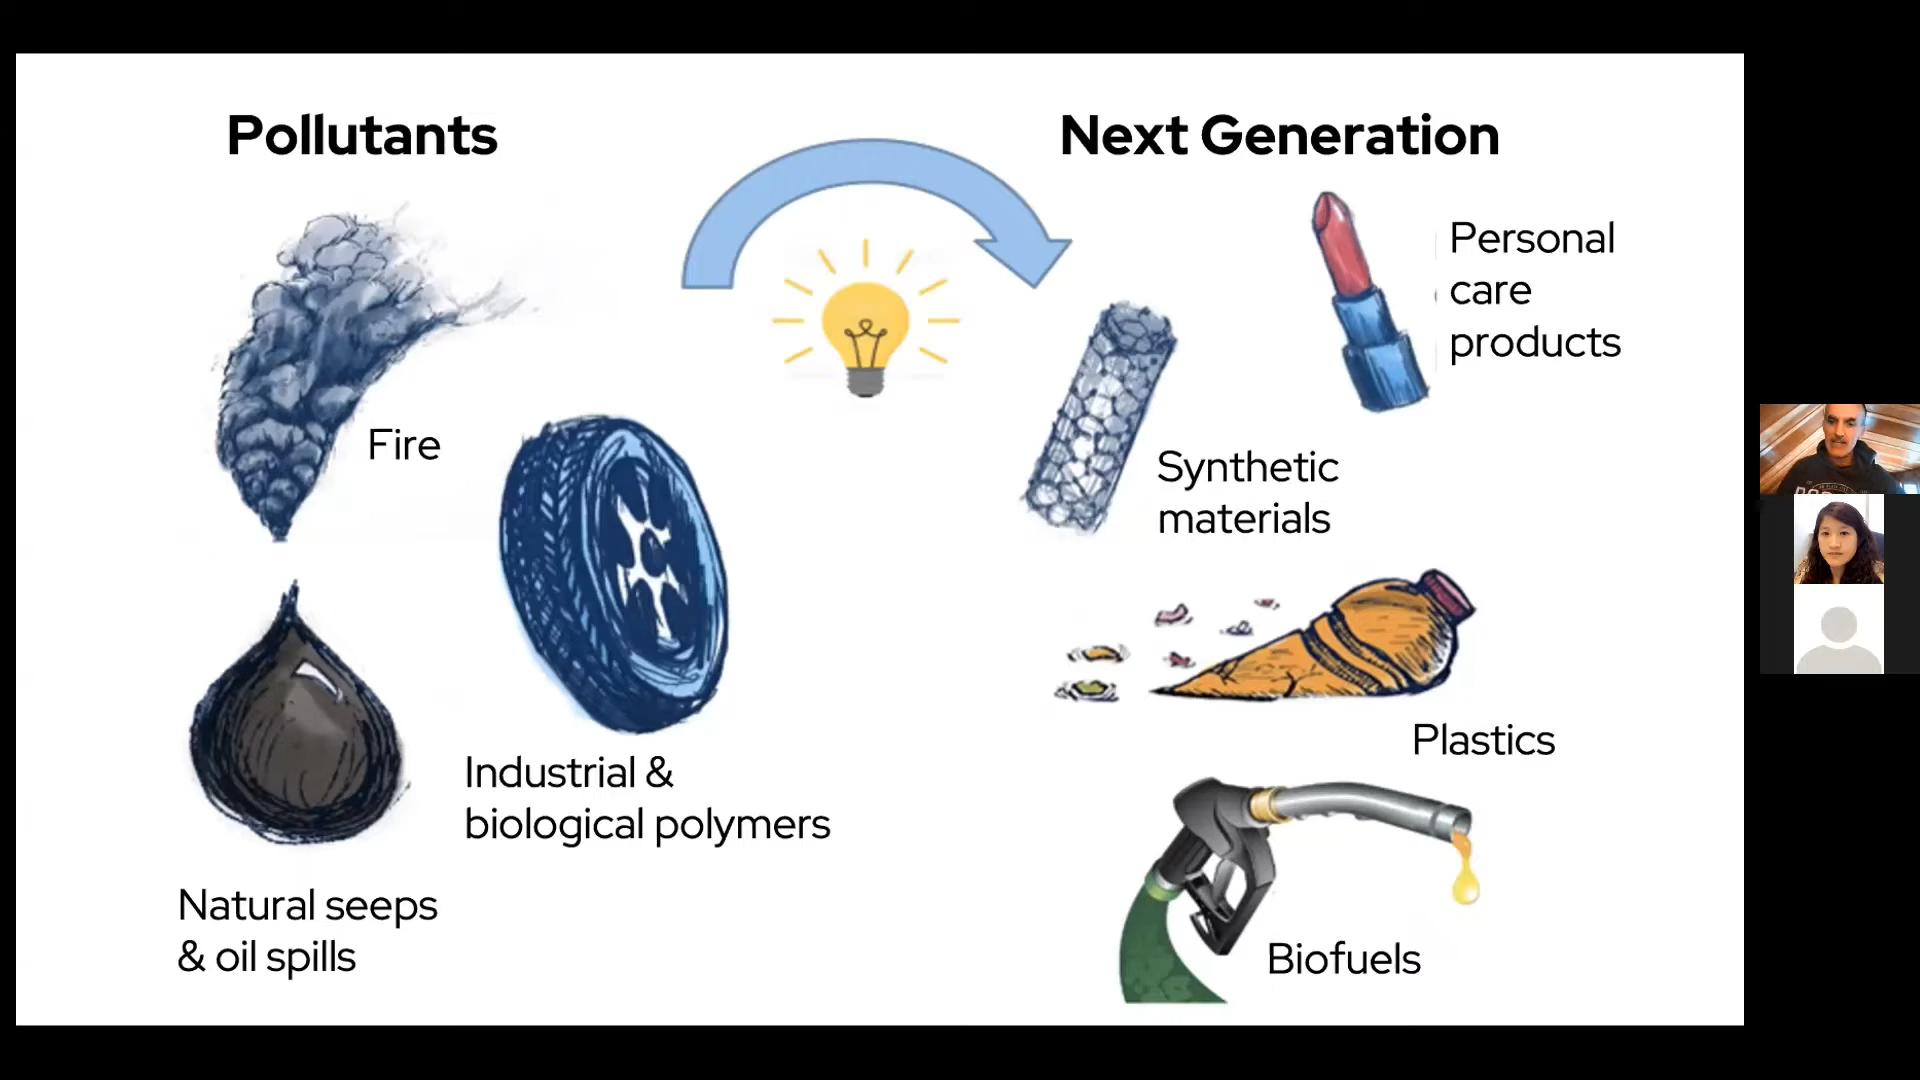 Pollutants
Fire
Industrial &
biological polymers
Natural seeps
& oil spills
Next Generation
Personal
care
products
Synthetic
materials
Plastics
Biofuels